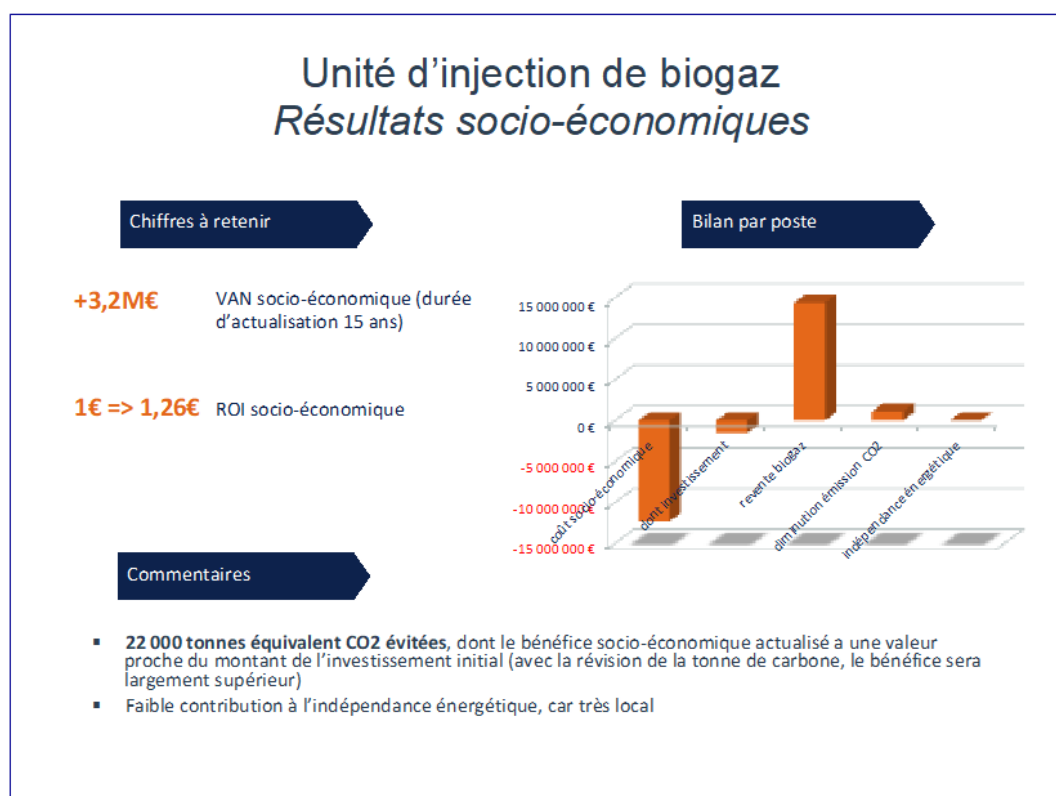 Unité d’injection de biogaz
Résultats socio-économiques
Chiffres à retenir
+3,2M€
VAN socio-économique (durée
d’actualisation 15 ans)
1€ => 1,26€
ROI socio-économique
Bilan par poste
15 000 000 €
10 000 000 €
5 000 000 €
0 €
-5 000 000 €
-10 000 000 €
-15 000 000 €
coût socio-économique
dont investissement
revente biogaz
diminution émission CO2
indépendance énergétique
Commentaires
▪ 22 000 tonnes équivalent CO2 évitées, dont le bénéfice socio-économique actualisé a une valeur
proche du montant de l’investissement initial (avec la révision de la tonne de carbone, le bénéfice sera
largement supérieur)
▪ Faible contribution à l’indépendance énergétique, car très local